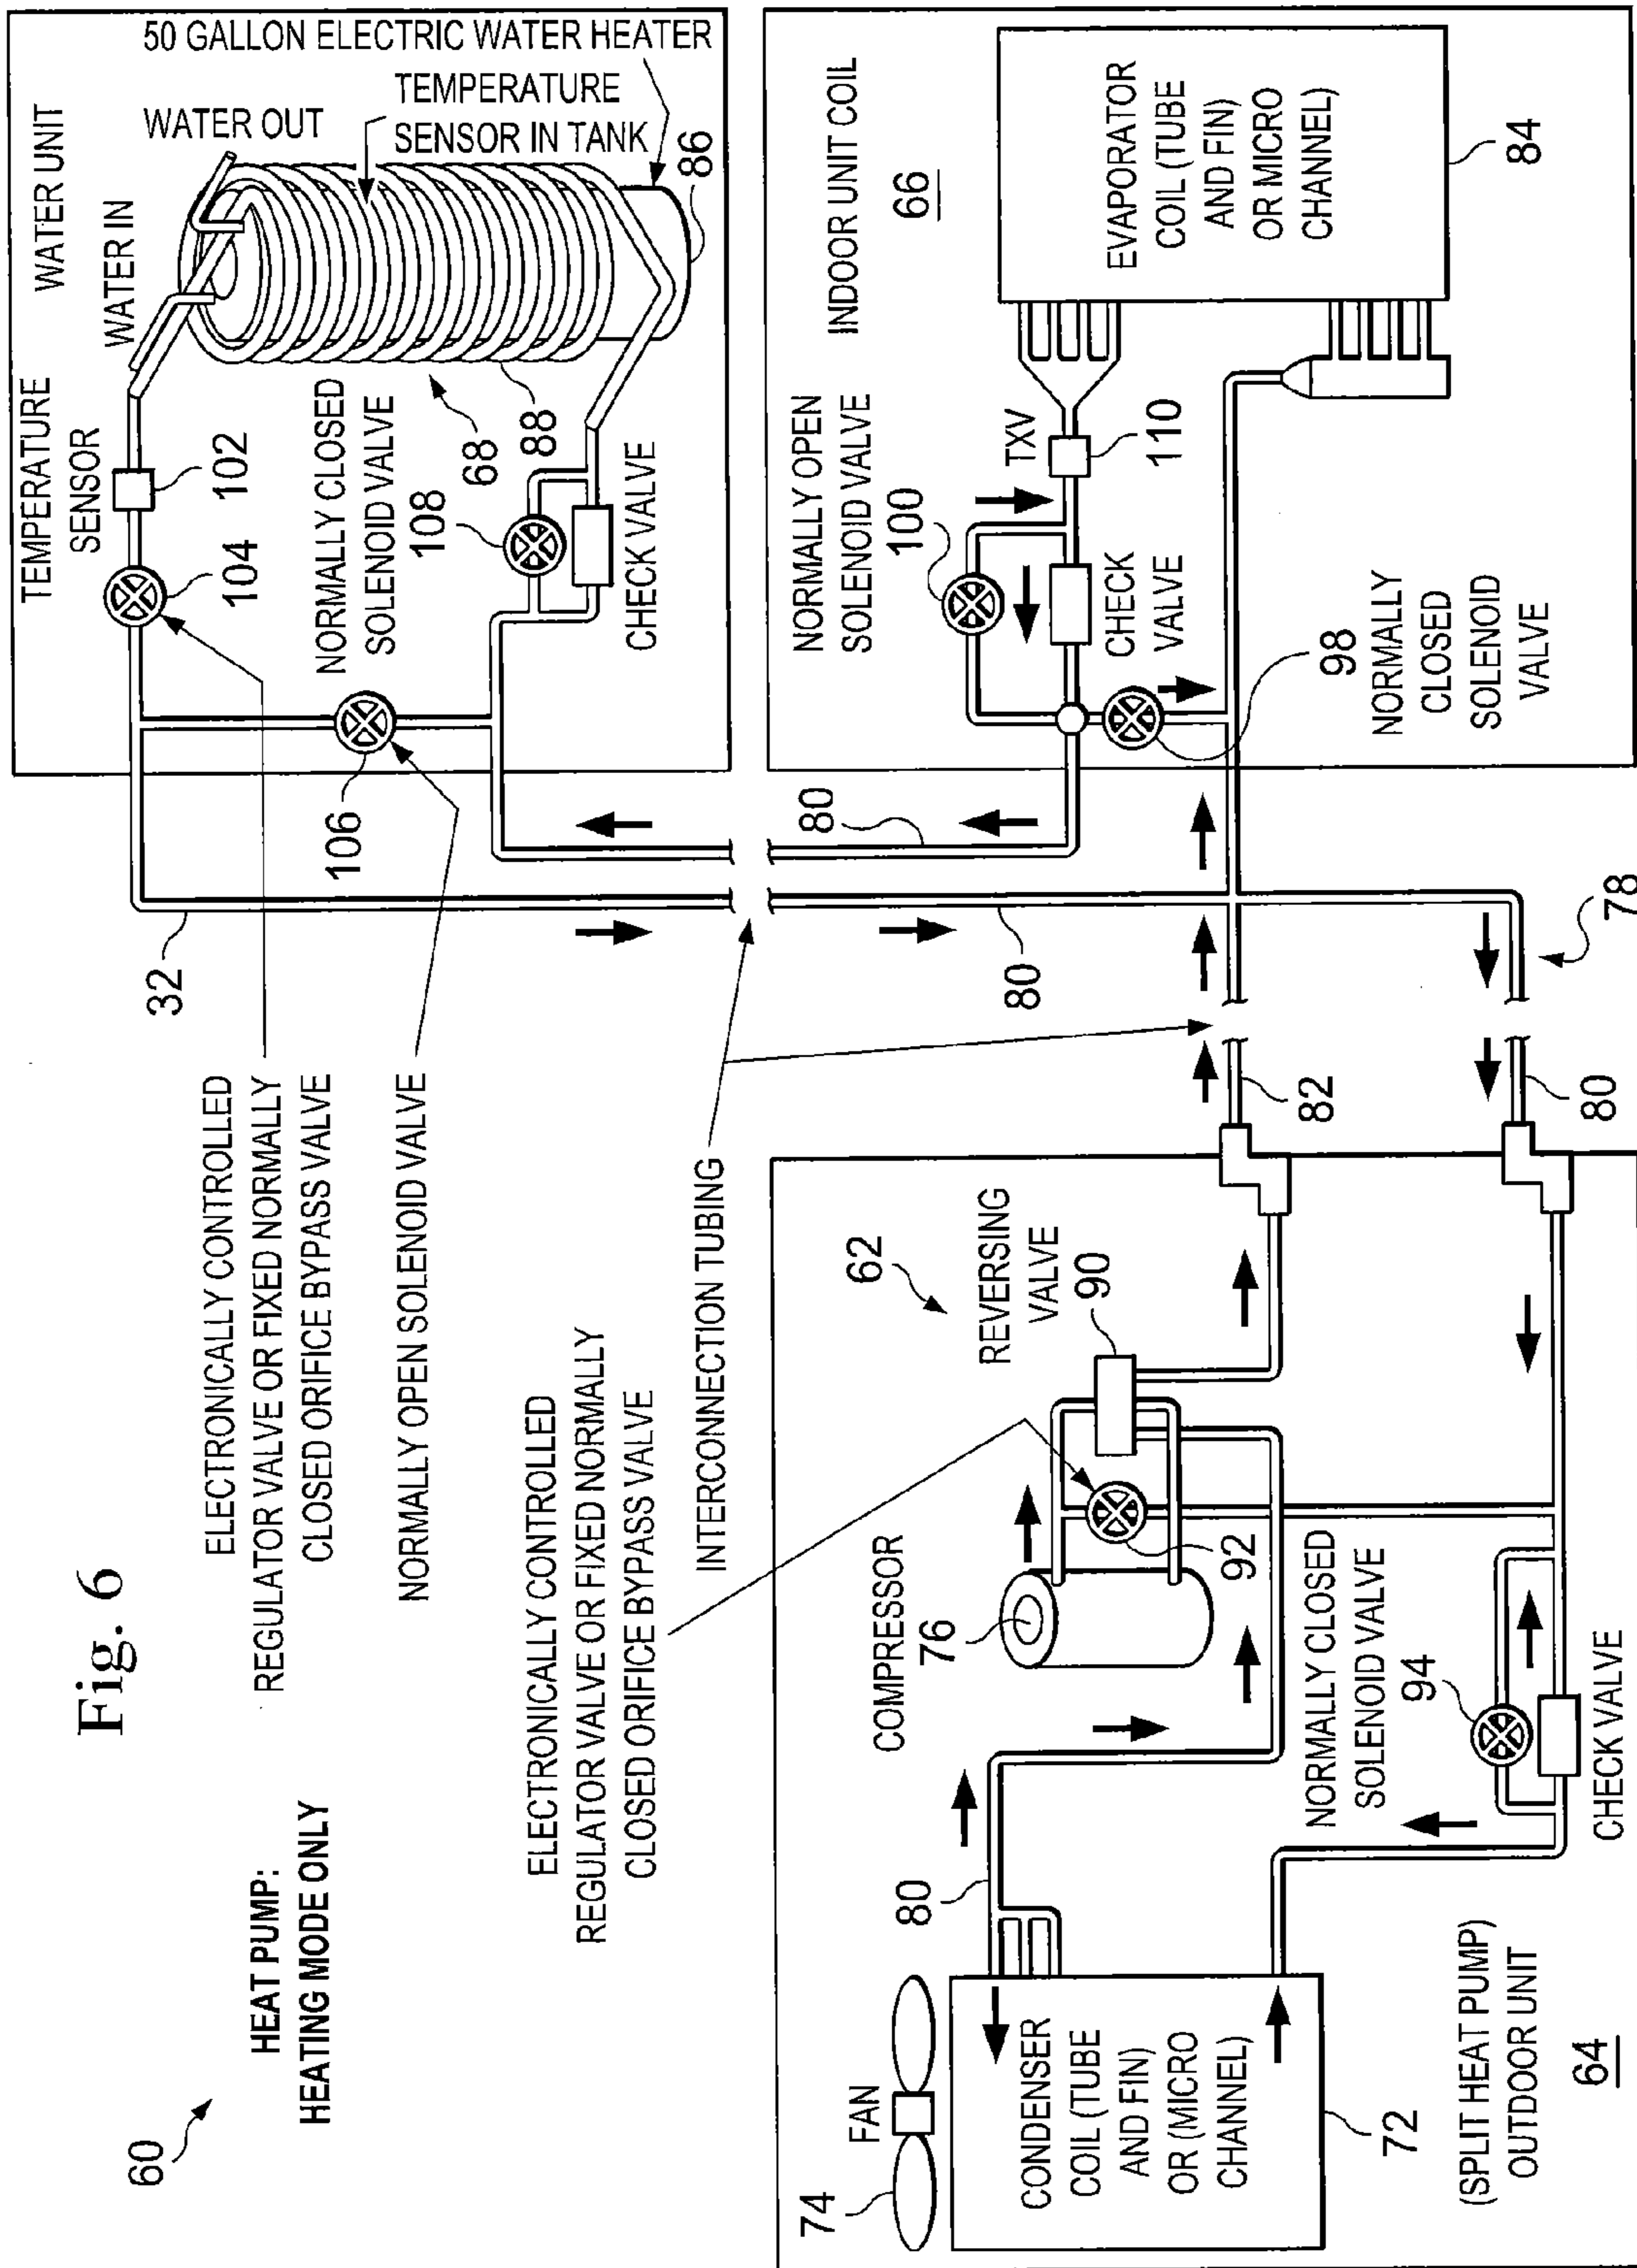 Fig. 6
60
HEAT PUMP:
HEATING MODE ONLY
ELECTRONICALLY CONTROLLED
REGULATOR VALVE OR FIXED NORMALLY
CLOSED ORIFICE BYPASS VALVE
NORMALLY OPEN SOLENOID VALVE
ELECTRICALLY CONTROLLED
REGULATOR VALVE OR FIXED NORMALLY
CLOSED ORIFICE BYPASS VALVE
INTERCONNECTION TUBING
32
WATER UNIT
50 GALLON ELECTRIC WATER HEATER
WATER OUT
TEMPERATURE
SENSOR IN TANK
WATER IN
86
TEMPERATURE
SENSOR
102
104
NORMALLY CLOSED
SOLENOID VALVE
108
68
88
CHECK VALVE
106
80
80
INDOOR UNIT COIL
66
EVAPORATOR
COIL (TUBE
AND FIN)
OR MICRO
CHANNEL)
84
NORMALLY OPEN
SOLENOID VALVE
100
TXV
110
CHECK
VALVE
98
NORMALLY
CLOSED
SOLENOID
VALVE
78
82
80
62
REVERSING
VALVE
90
COMPRESSOR
76
92
NORMALLY CLOSED
SOLENOID VALVE
94
CHECK VALVE
80
FAN
74
CONDENSER
COIL (TUBE
AND FIN)
OR (MICRO
CHANNEL)
72
(SPLIT HEAT PUMP)
OUTDOOR UNIT
64